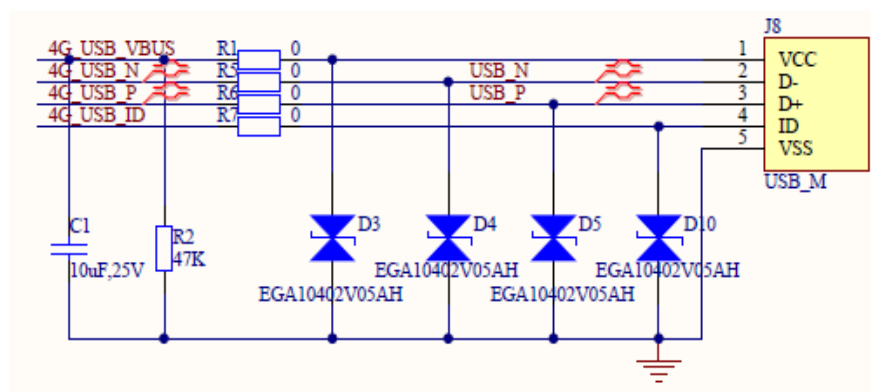 J8
4G_USB_VBUS R1 0 1 VCC
4G_USB_N R5 0 USB_N 2 D-
4G_USB_P R6 0 USB_P 3 D+
4G_USB_ID R7 0 4 ID
5 VSS
USB_M
C1 R2 D3 D4 D5 D10
10uF,25V 47K EGA10402V05AH EGA10402V05AH
EGA10402V05AH EGA10402V05AH